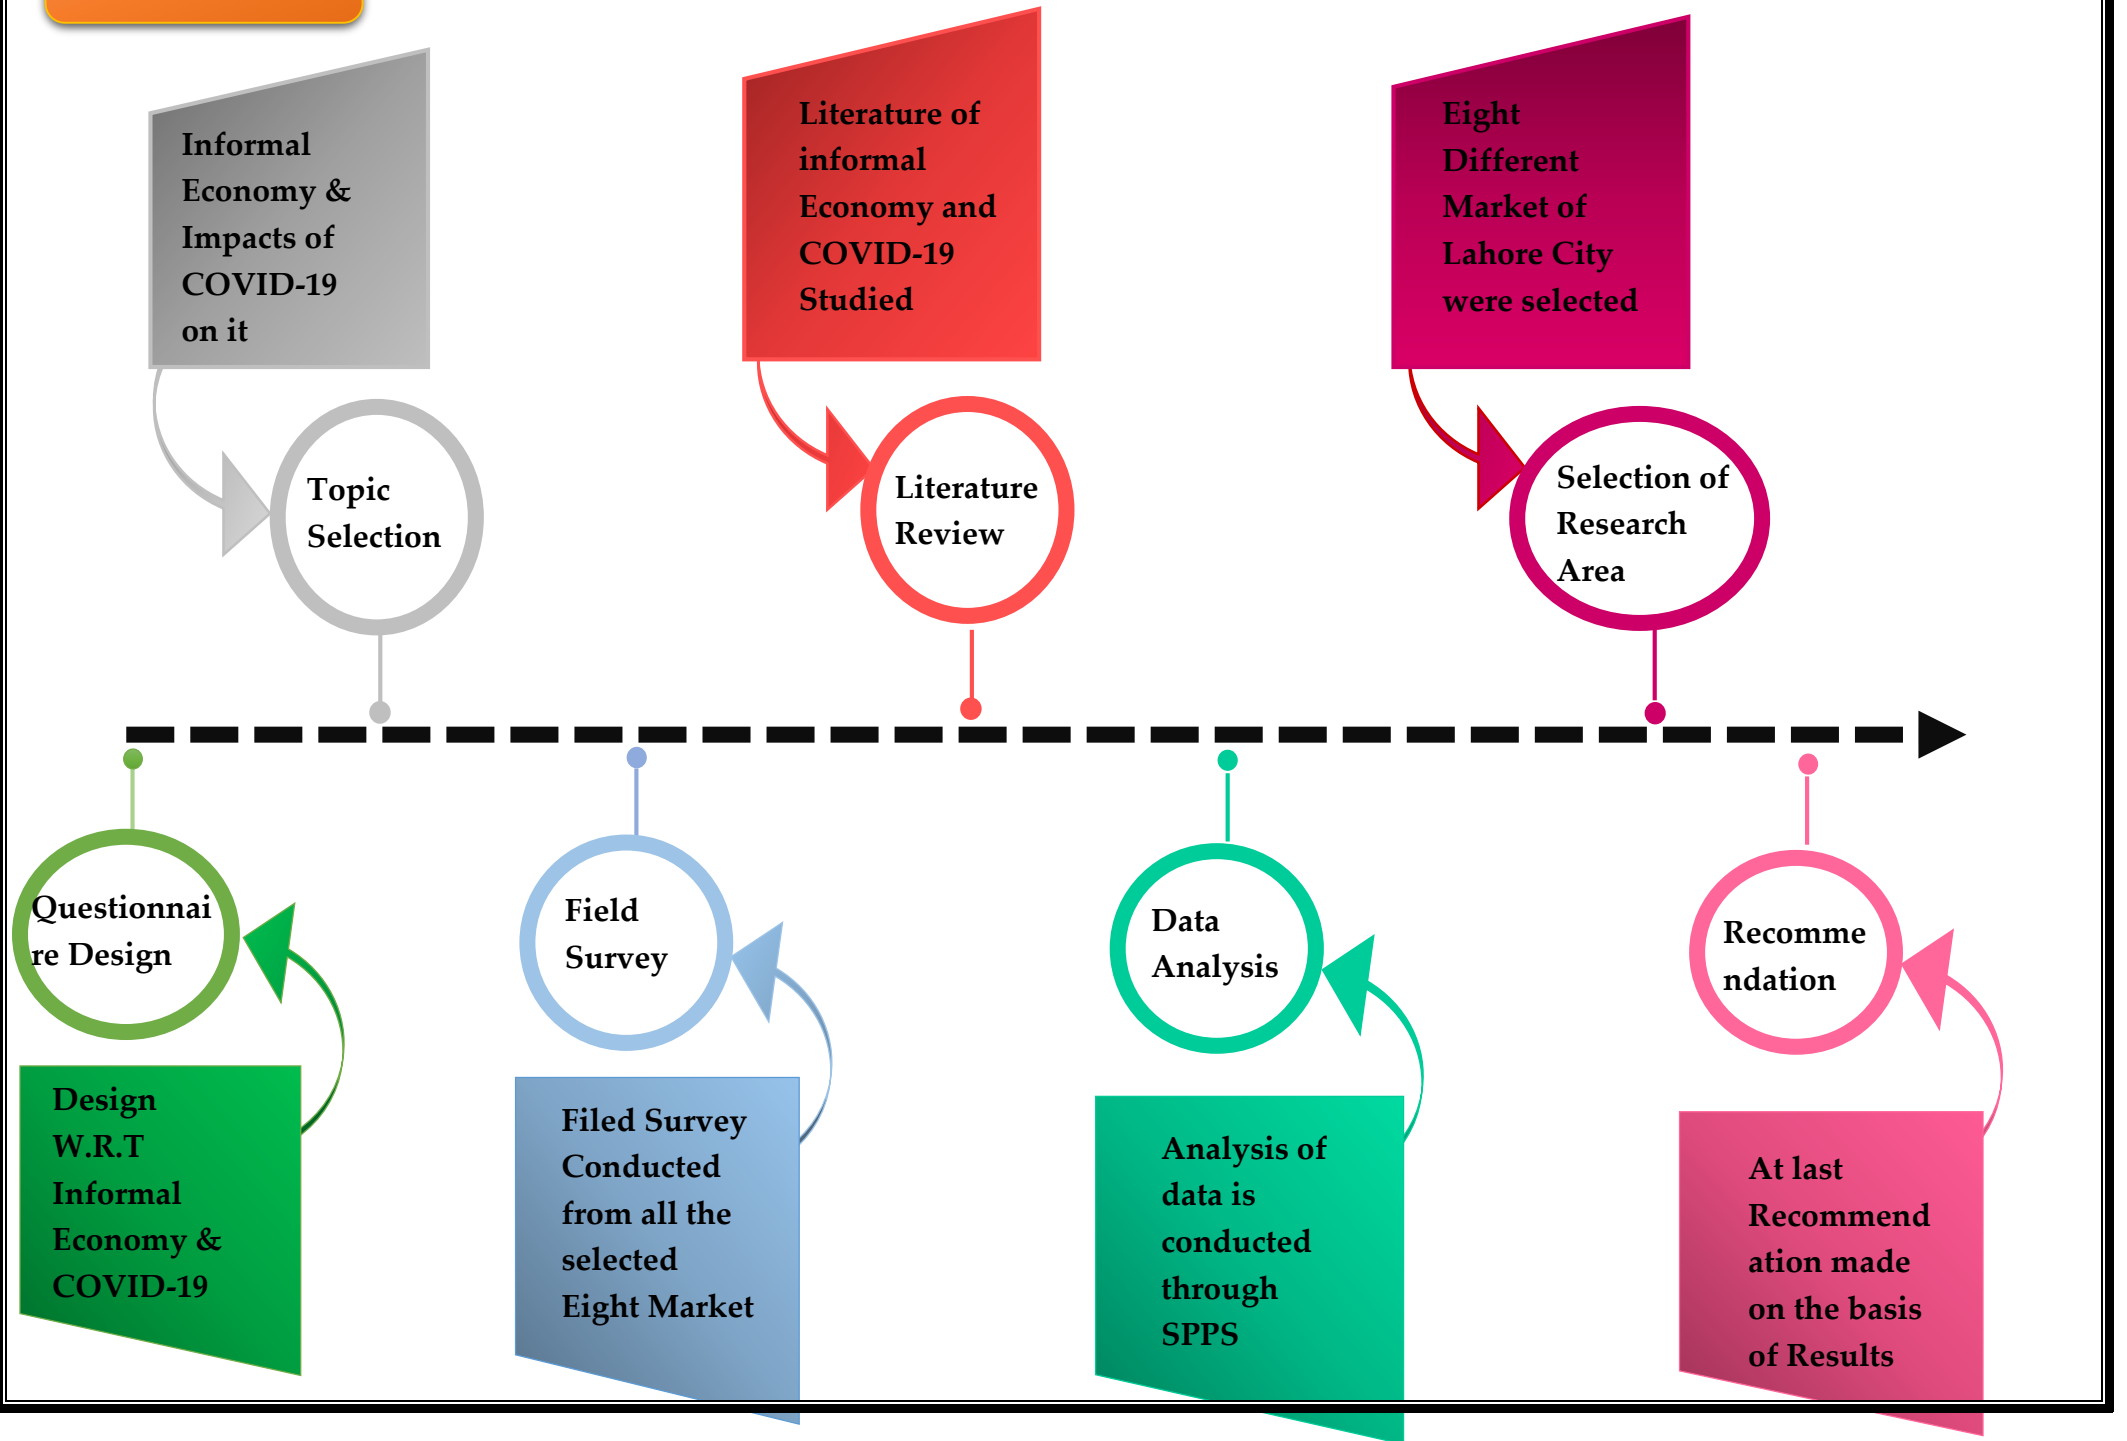 Informal
Economy &
Impacts of
COVID-19
on it
Literature of
informal
Economy and
COVID-19
Studied
Eight
Different
Market of
Lahore City
were selected
Topic
Selection
Literature
Review
Selection of
Research
Area
Questionnai
re Design
Field
Survey
Data
Analysis
Recomme
ndation
Design
W.R.T
Informal
Economy &
COVID-19
Filed Survey
Conducted
from all the
selected
Eight Market
Analysis of
data is
conducted
through
SPPS
At last
Recommend
ation made
on the basis
of Results